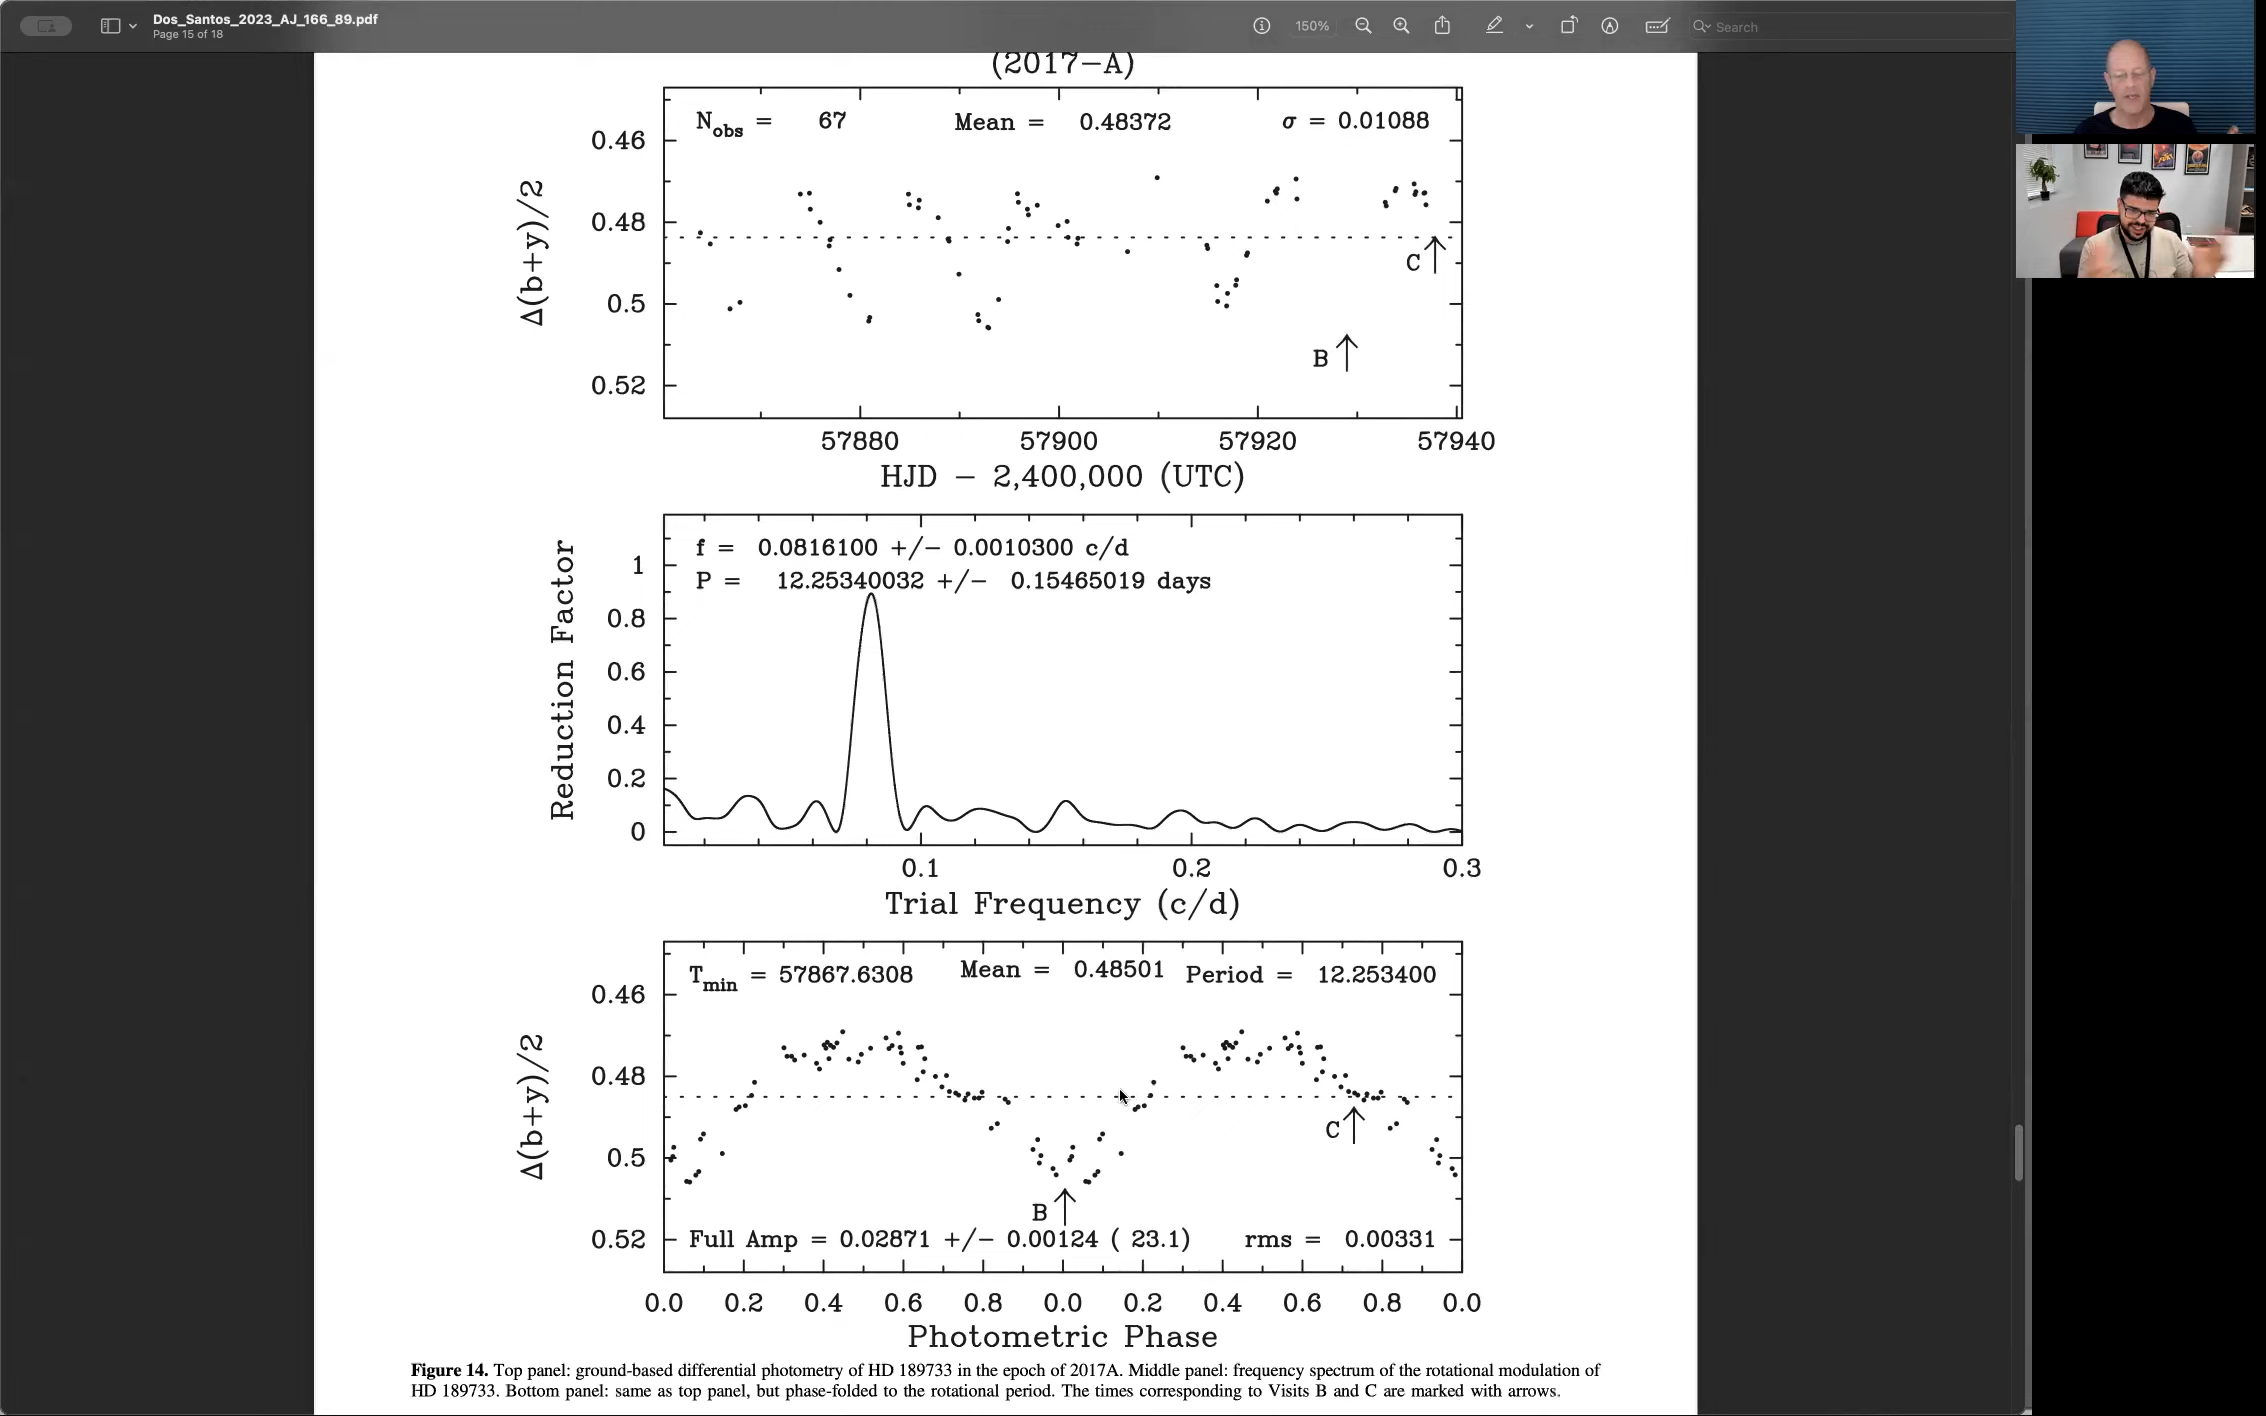 Dos_Santos_2023_AJ_166_89.pdf
Page 15 of 18
150%
Search
(2017−A)
N_obs = 67 Mean = 0.48372 σ = 0.01088
0.46
0.48
0.5
0.52
Δ(b+y)/2
C
B
57880 57900 57920 57940
HJD − 2,400,000 (UTC)
f = 0.0816100 +/− 0.0010300 c/d
P = 12.25340032 +/− 0.15465019 days
1
0.8
0.6
0.4
0.2
0
Reduction Factor
0.1 0.2 0.3
Trial Frequency (c/d)
T_min = 57867.6308 Mean = 0.48501 Period = 12.253400
0.46
0.48
0.5
0.52
Δ(b+y)/2
C
B
Full Amp = 0.02871 +/− 0.00124 ( 23.1) rms = 0.00331
0.0 0.2 0.4 0.6 0.8 0.0 0.2 0.4 0.6 0.8 0.0
Photometric Phase
Figure 14. Top panel: ground-based differential photometry of HD 189733 in the epoch of 2017A. Middle panel: frequency spectrum of the rotational modulation of
HD 189733. Bottom panel: same as top panel, but phase-folded to the rotational period. The times corresponding to Visits B and C are marked with arrows.